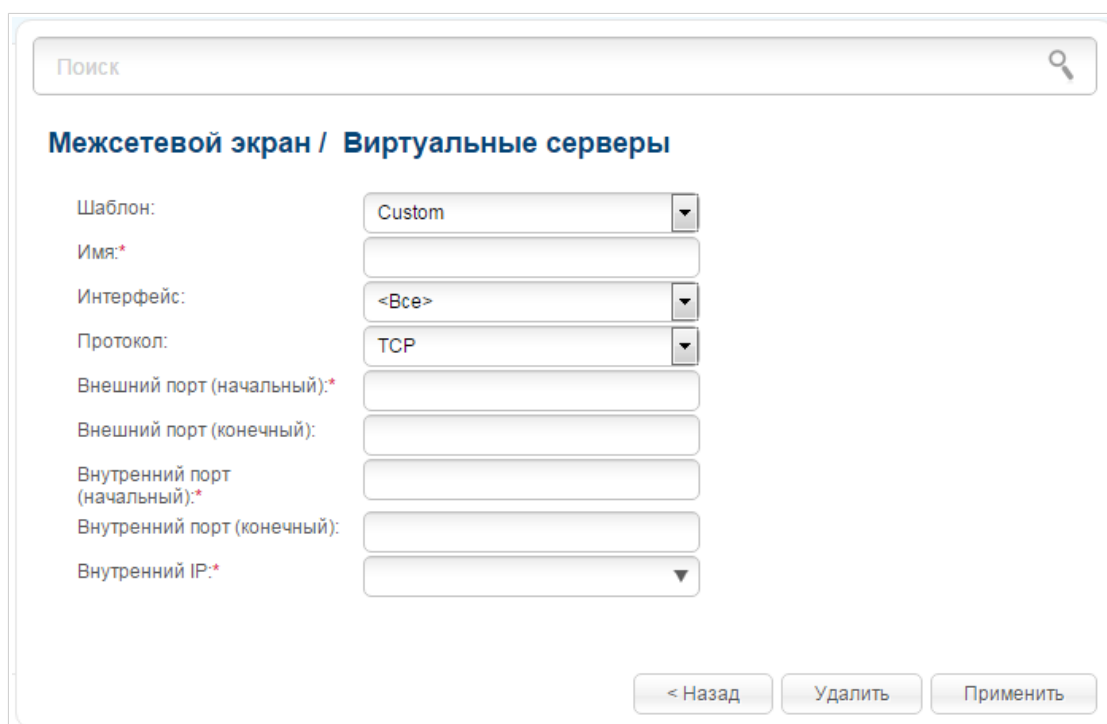 Поиск
Межсетевой экран / Виртуальные серверы
Шаблон:
Custom
Имя:*
Интерфейс:
<Все>
Протокол:
TCP
Внешний порт (начальный):*
Внешний порт (конечный):
Внутренний порт
(начальный):*
Внутренний порт (конечный):
Внутренний IP:*
< Назад
Удалить
Применить